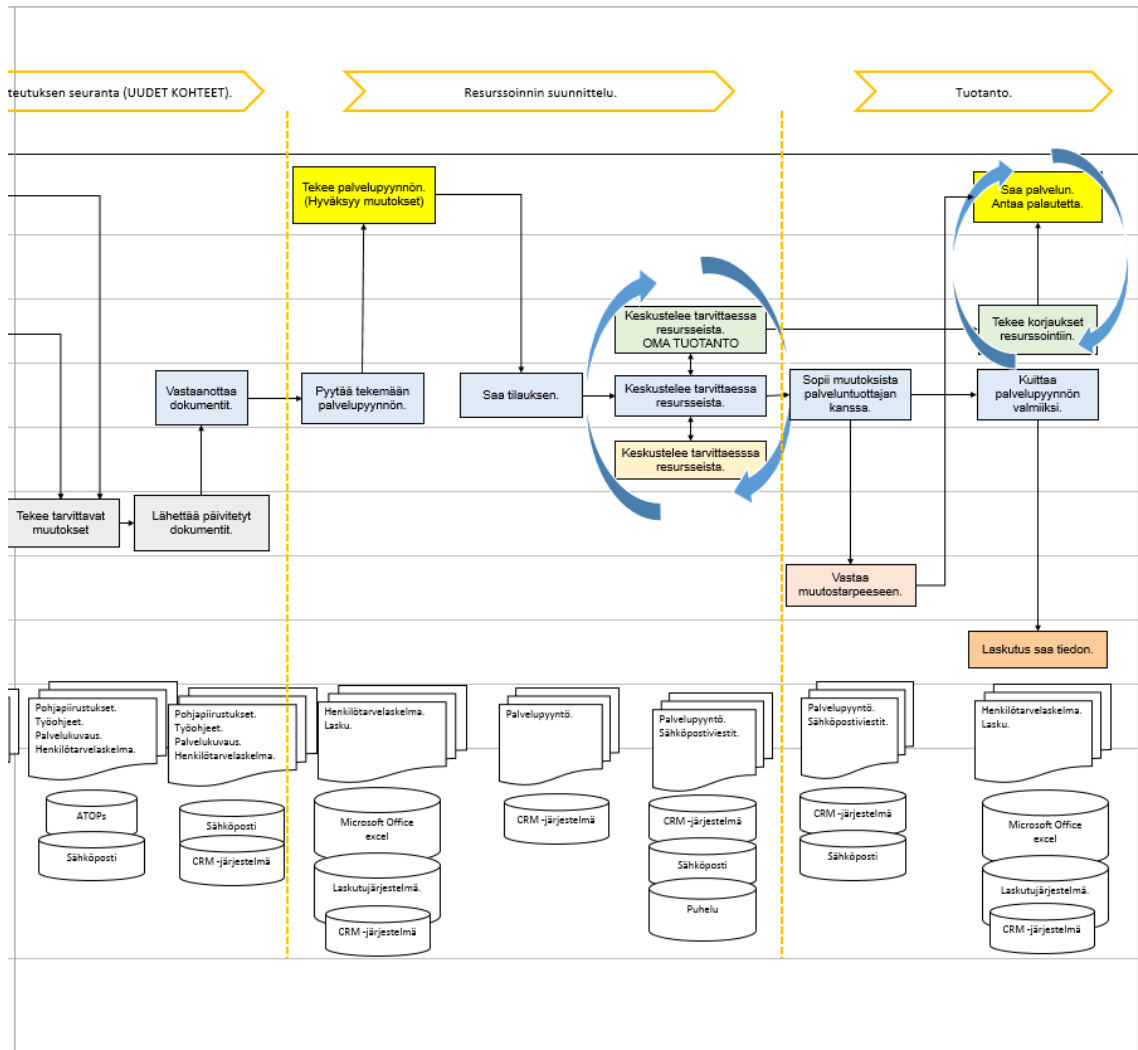 teutuksen seuranta (UUDET KOHTEET).
Resurssoinnin suunnittelu.
Tuotanto.
Tekee palvelupyynnön.
(Hyväksyy muutokset)
Saa palvelun.
Antaa palautetta.
Keskustelee tarvittaessa
resursseista.
OMA TUOTANTO
Tekee korjaukset
resurssointiin.
Vastaanottaa
dokumentit.
Pyytää tekemään
palvelupyynnön.
Saa tilauksen.
Keskustelee tarvittaessa
resursseista.
Sopii muutoksista
palveluntuottajan
kanssa.
Kuittaa
palvelupyynnön
valmiiksi.
Keskustelee tarvittaesssa
resursseista.
Tekee tarvittavat
muutokset
Lähettää päivitetyt
dokumentit.
Vastaa
muutostarpeeseen.
Laskutus saa tiedon.
Pohjapiirustukset.
Työohjeet.
Palvelukuvaus.
Henkilötarvelaskelma.
Pohjapiirustukset.
Työohjeet.
Palvelukuvaus.
Henkilötarvelaskelma.
Henkilötarvelaskelma.
Lasku.
Palvelupyyntö.
Palvelupyyntö.
Sähköpostiviestit.
Palvelupyyntö.
Sähköpostiviestit.
Henkilötarvelaskelma.
Lasku.
ATOPs
Sähköposti
Sähköposti
CRM -järjestelmä
Microsoft Office
excel
Laskutujärjestelmä.
CRM -järjestelmä
CRM -järjestelmä
CRM -järjestelmä
Sähköposti
Puhelu
CRM -järjestelmä
Sähköposti
Microsoft Office
excel
Laskutujärjestelmä.
CRM -järjestelmä